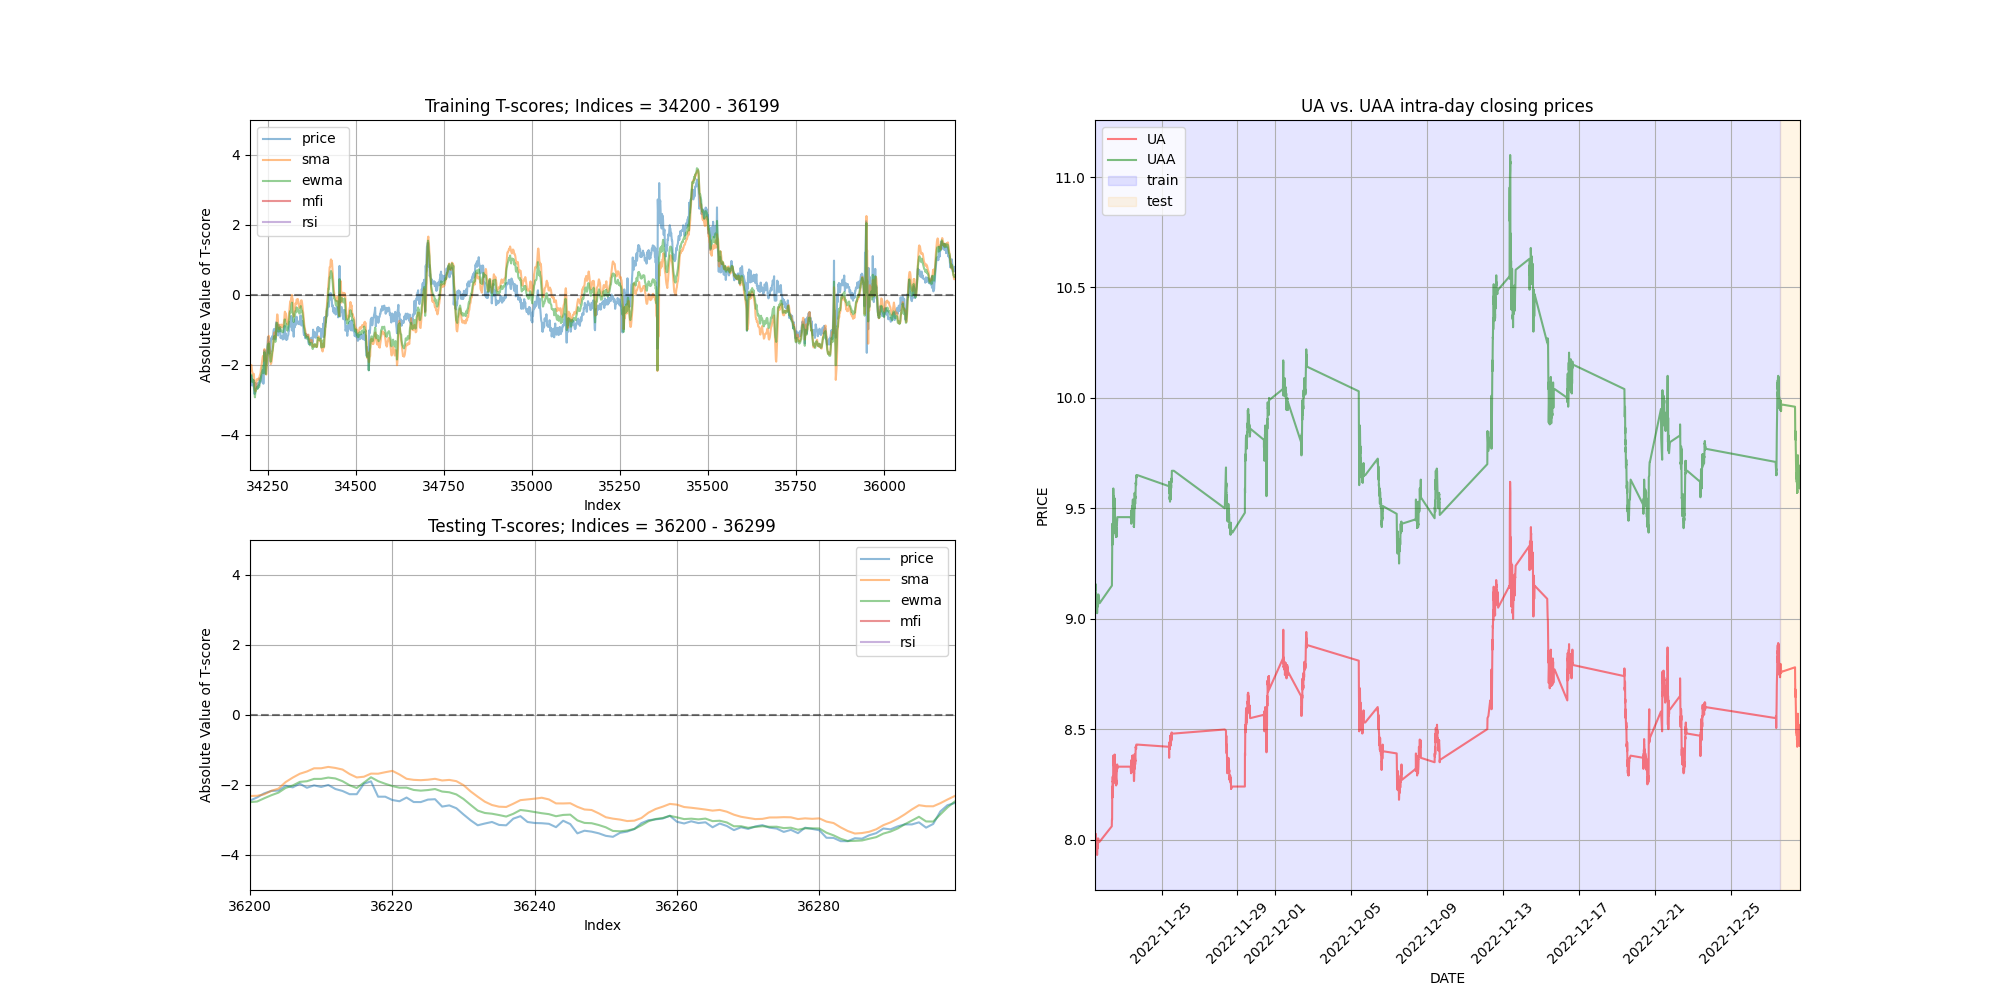 Training T-scores; Indices = 34200 - 36199
price
sma
ewma
mfi
rsi
Absolute Value of T-score
4
2
0
−2
−4
34250 34500 34750 35000 35250 35500 35750 36000
Index
Testing T-scores; Indices = 36200 - 36299
price
sma
ewma
mfi
rsi
Absolute Value of T-score
4
2
0
−2
−4
36200 36220 36240 36260 36280
Index
UA vs. UAA intra-day closing prices
UA
UAA
train
test
PRICE
11.0
10.5
10.0
9.5
9.0
8.5
8.0
2022-11-25 2022-11-29 2022-12-01 2022-12-05 2022-12-09 2022-12-13 2022-12-17 2022-12-21 2022-12-25
DATE